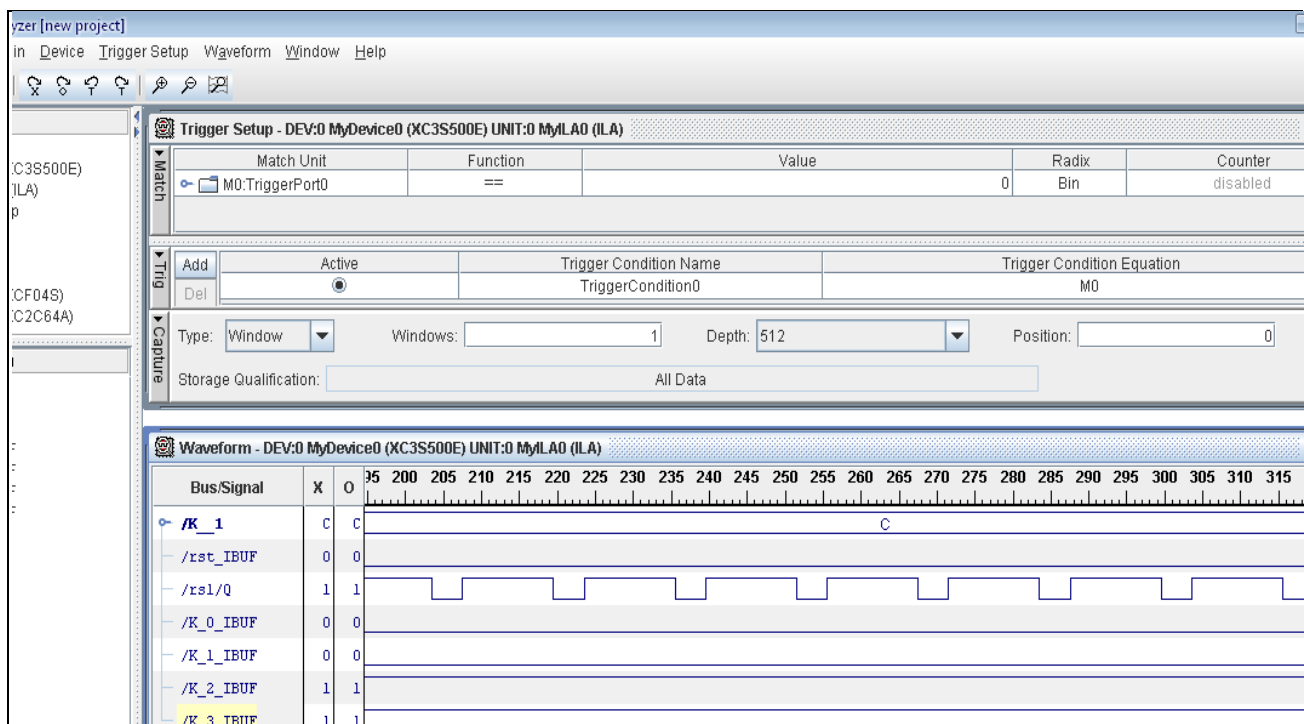 yzer [new project]
in Device Trigger Setup Waveform Window Help
Trigger Setup - DEV:0 MyDevice0 (XC3S500E) UNIT:0 MyILA0 (ILA)
Match
Match Unit Function Value Radix Counter
M0:TriggerPort0 == 0 Bin disabled
(C3S500E)
(ILA)
p
Trig
Add Active Trigger Condition Name Trigger Condition Equation
Del TriggerCondition0 M0
(CF04S)
(C2C64A)
Capture
Type: Window Windows: 1 Depth: 512 Position: 0
Storage Qualification: All Data
Waveform - DEV:0 MyDevice0 (XC3S500E) UNIT:0 MyILA0 (ILA)
Bus/Signal X O 95 200 205 210 215 220 225 230 235 240 245 250 255 260 265 270 275 280 285 290 295 300 305 310 315
/K__1 C C C
/rst_IBUF 0 0
/rsl/Q 1 1
/K_0_IBUF 0 0
/K_1_IBUF 0 0
/K_2_IBUF 1 1
/K_3_IBUF 1 1